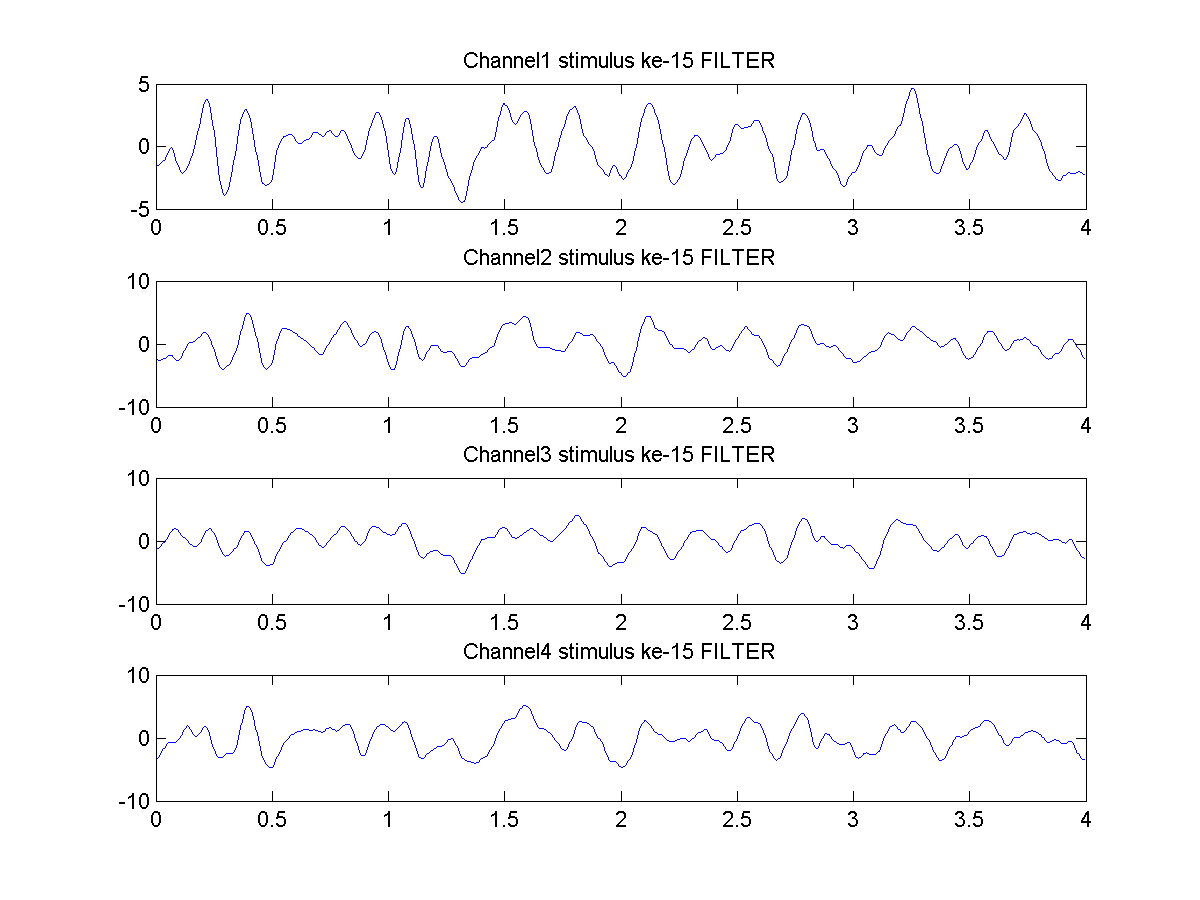 Channel1 stimulus ke-15 FILTER
5
0
-5
0 0.5 1 1.5 2 2.5 3 3.5 4
Channel2 stimulus ke-15 FILTER
10
0
-10
0 0.5 1 1.5 2 2.5 3 3.5 4
Channel3 stimulus ke-15 FILTER
10
0
-10
0 0.5 1 1.5 2 2.5 3 3.5 4
Channel4 stimulus ke-15 FILTER
10
0
-10
0 0.5 1 1.5 2 2.5 3 3.5 4